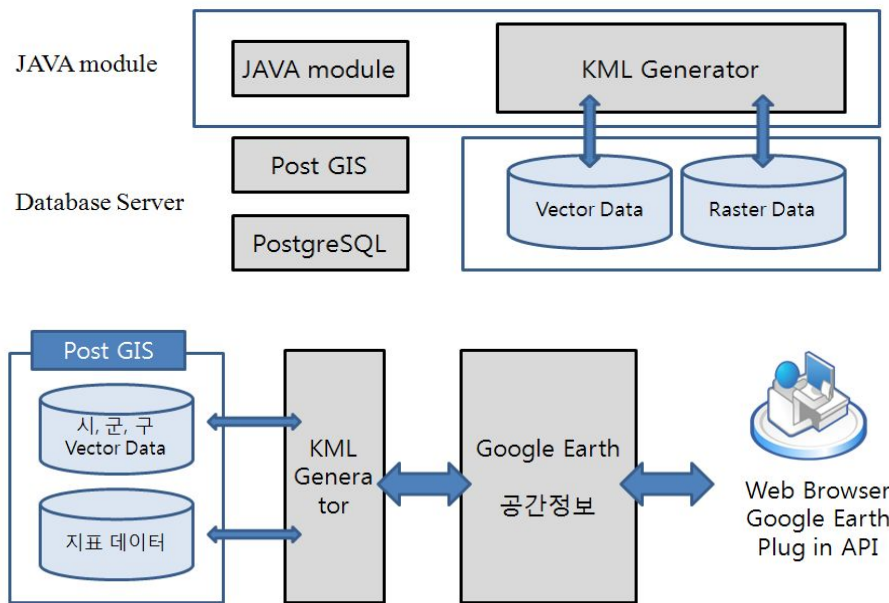 JAVA module
JAVA module
KML Generator
Database Server
Post GIS
PostgreSQL
Vector Data
Raster Data
Post GIS
시, 군, 구
Vector Data
지표 데이터
KML
Genera
tor
Google Earth
공간정보
Web Browser
Google Earth
Plug in API